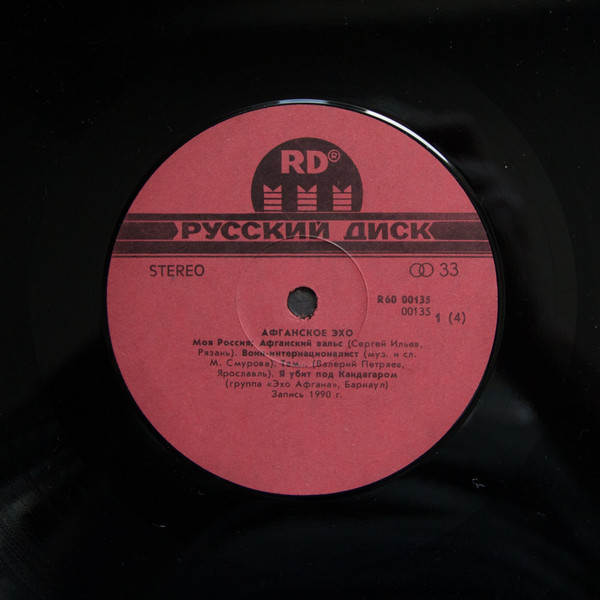 RD®
РУССКИЙ ДИСК
STEREO
33
R60 00135
00135
1 (4)
АФГАНСКОЕ ЭХО
Моя Россия; Афганский вальс (Сергей Ильев,
Рязань). Воин-интернационалист (муз. и сл.
М. Смурова). Там... (Валерий Петряев,
Ярославль). Я убит под Кандагаром
(группа «Эхо Афгана», Барнаул)
Запись 1990 г.